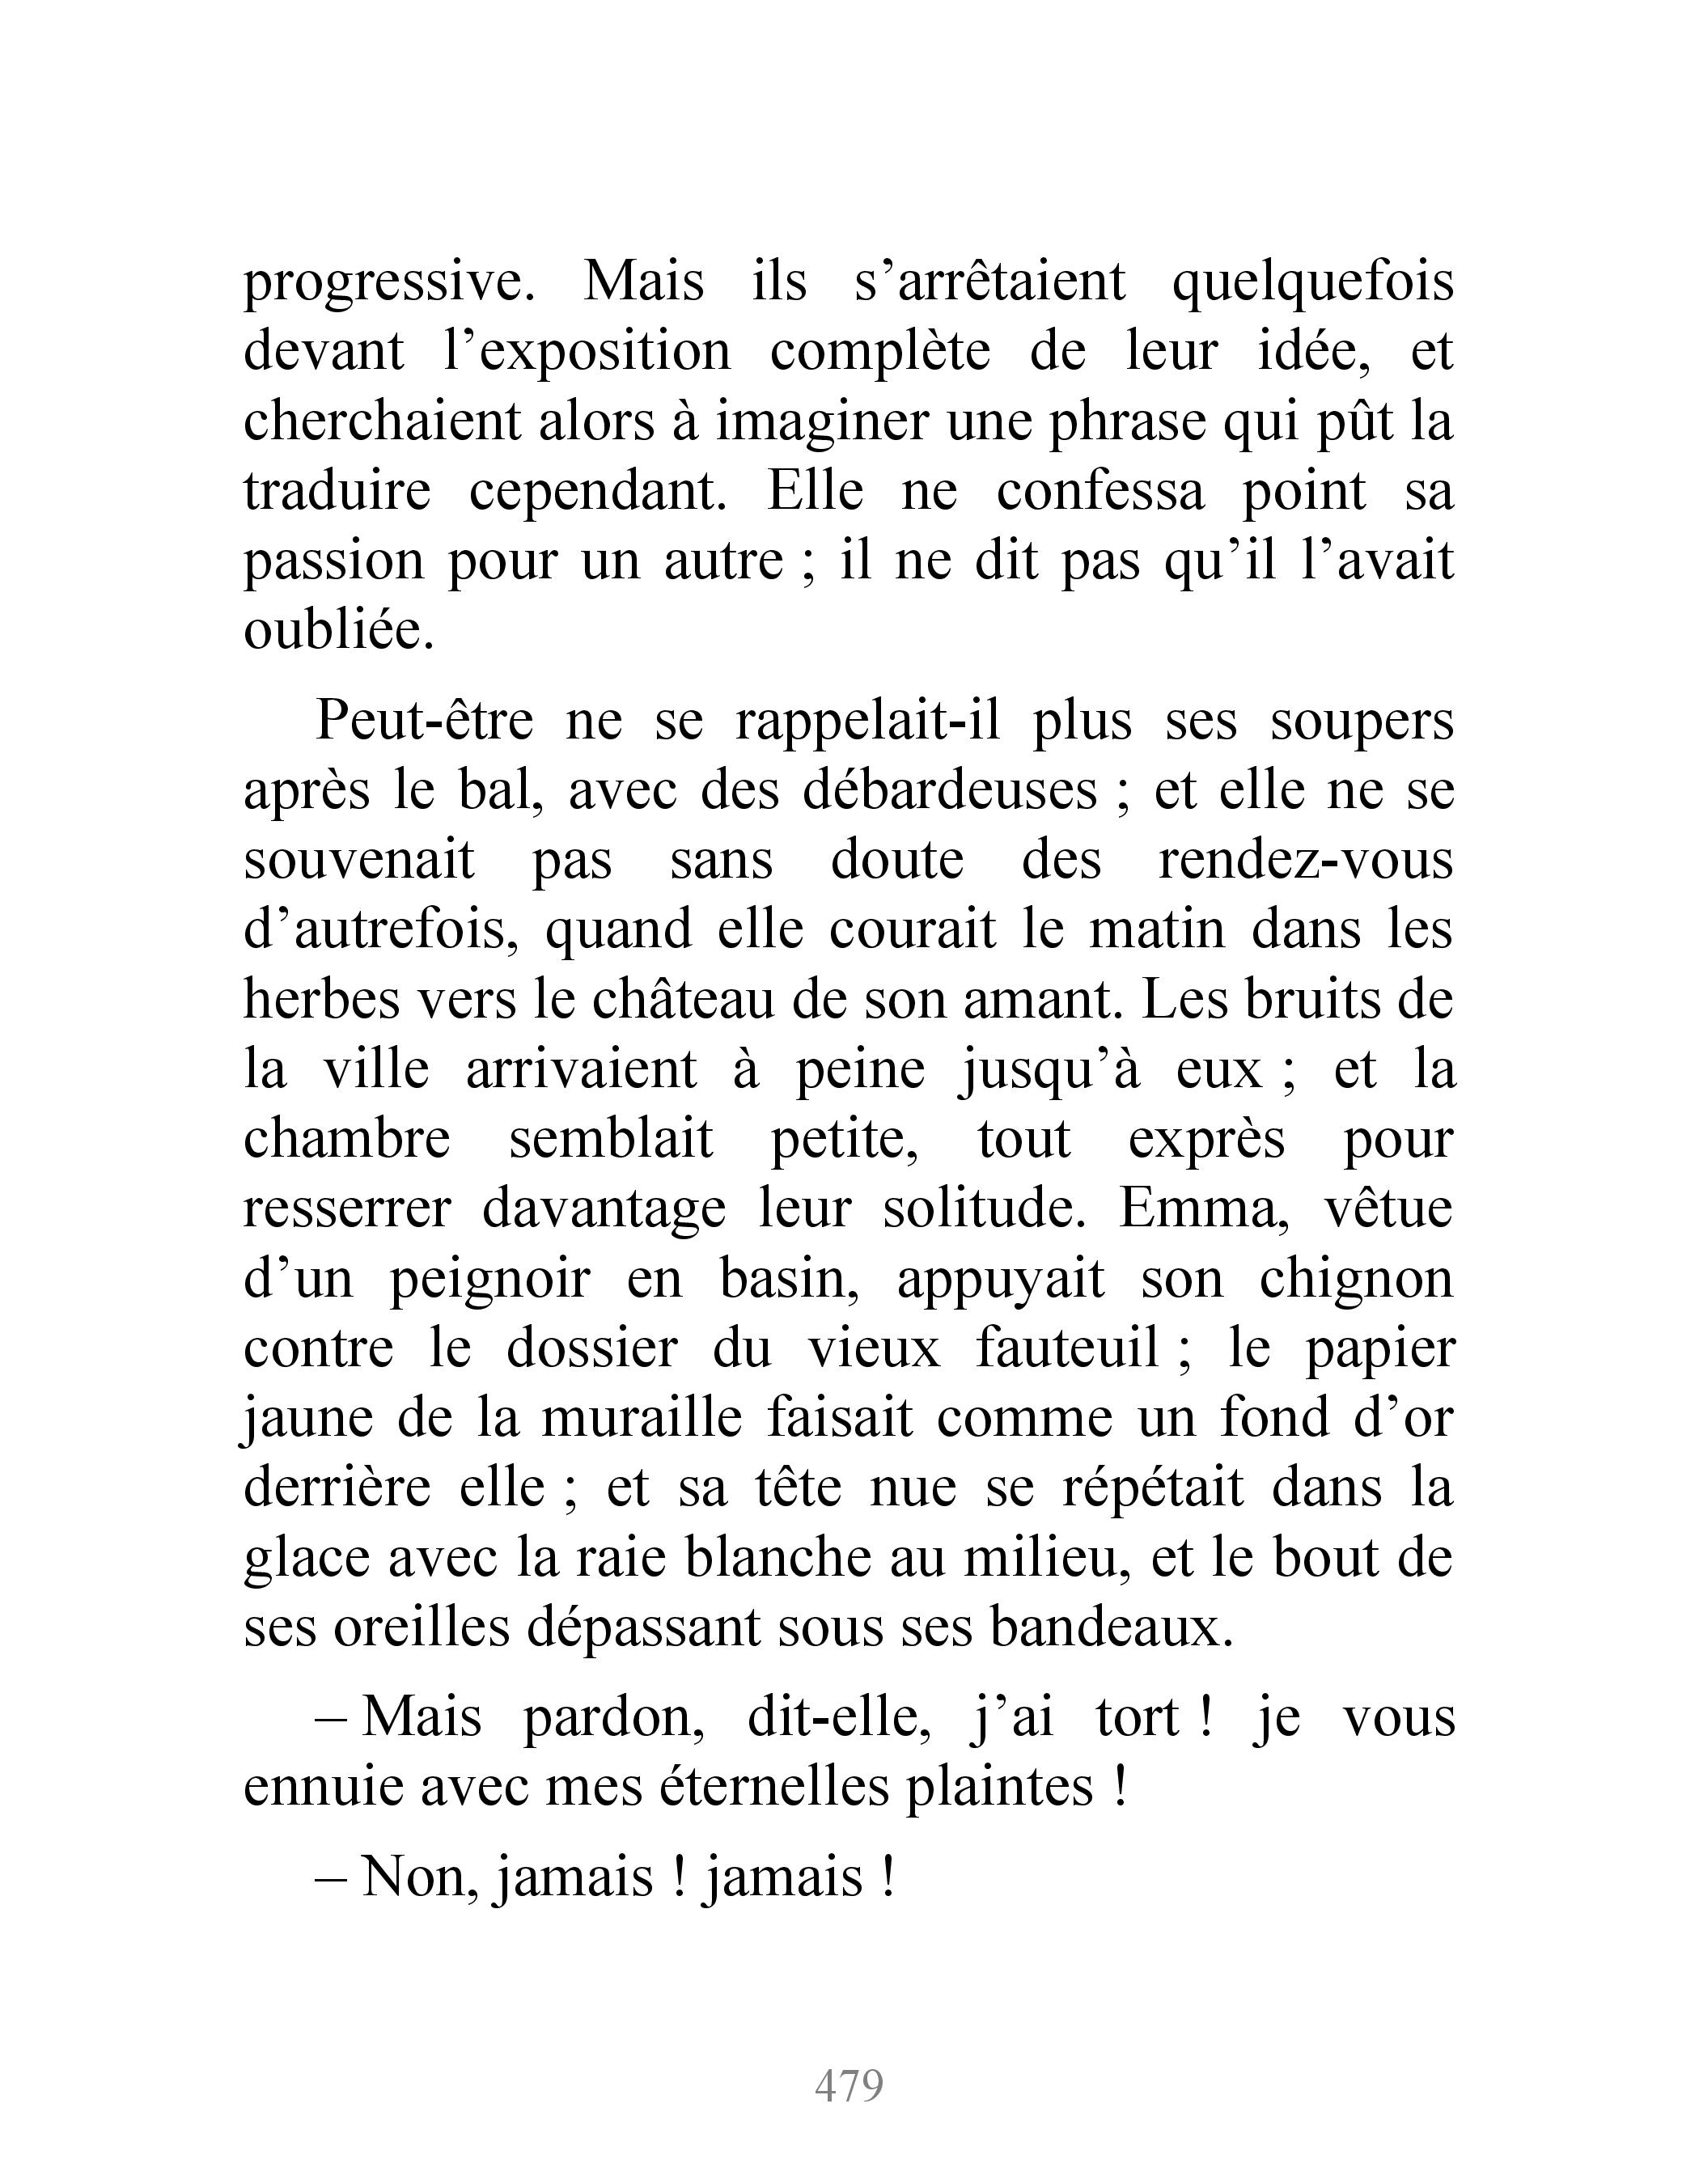 progressive. Mais ils s’arrêtaient quelquefois
devant l’exposition complète de leur idée, et
cherchaient alors à imaginer une phrase qui pût la
traduire cependant. Elle ne confessa point sa
passion pour un autre ; il ne dit pas qu’il l’avait
oubliée.
Peut-être ne se rappelait-il plus ses soupers
après le bal, avec des débardeuses ; et elle ne se
souvenait pas sans doute des rendez-vous
d’autrefois, quand elle courait le matin dans les
herbes vers le château de son amant. Les bruits de
la ville arrivaient à peine jusqu’à eux ; et la
chambre semblait petite, tout exprès pour
resserrer davantage leur solitude. Emma, vêtue
d’un peignoir en basin, appuyait son chignon
contre le dossier du vieux fauteuil ; le papier
jaune de la muraille faisait comme un fond d’or
derrière elle ; et sa tête nue se répétait dans la
glace avec la raie blanche au milieu, et le bout de
ses oreilles dépassant sous ses bandeaux.
– Mais pardon, dit-elle, j’ai tort ! je vous
ennuie avec mes éternelles plaintes !
– Non, jamais ! jamais !
479